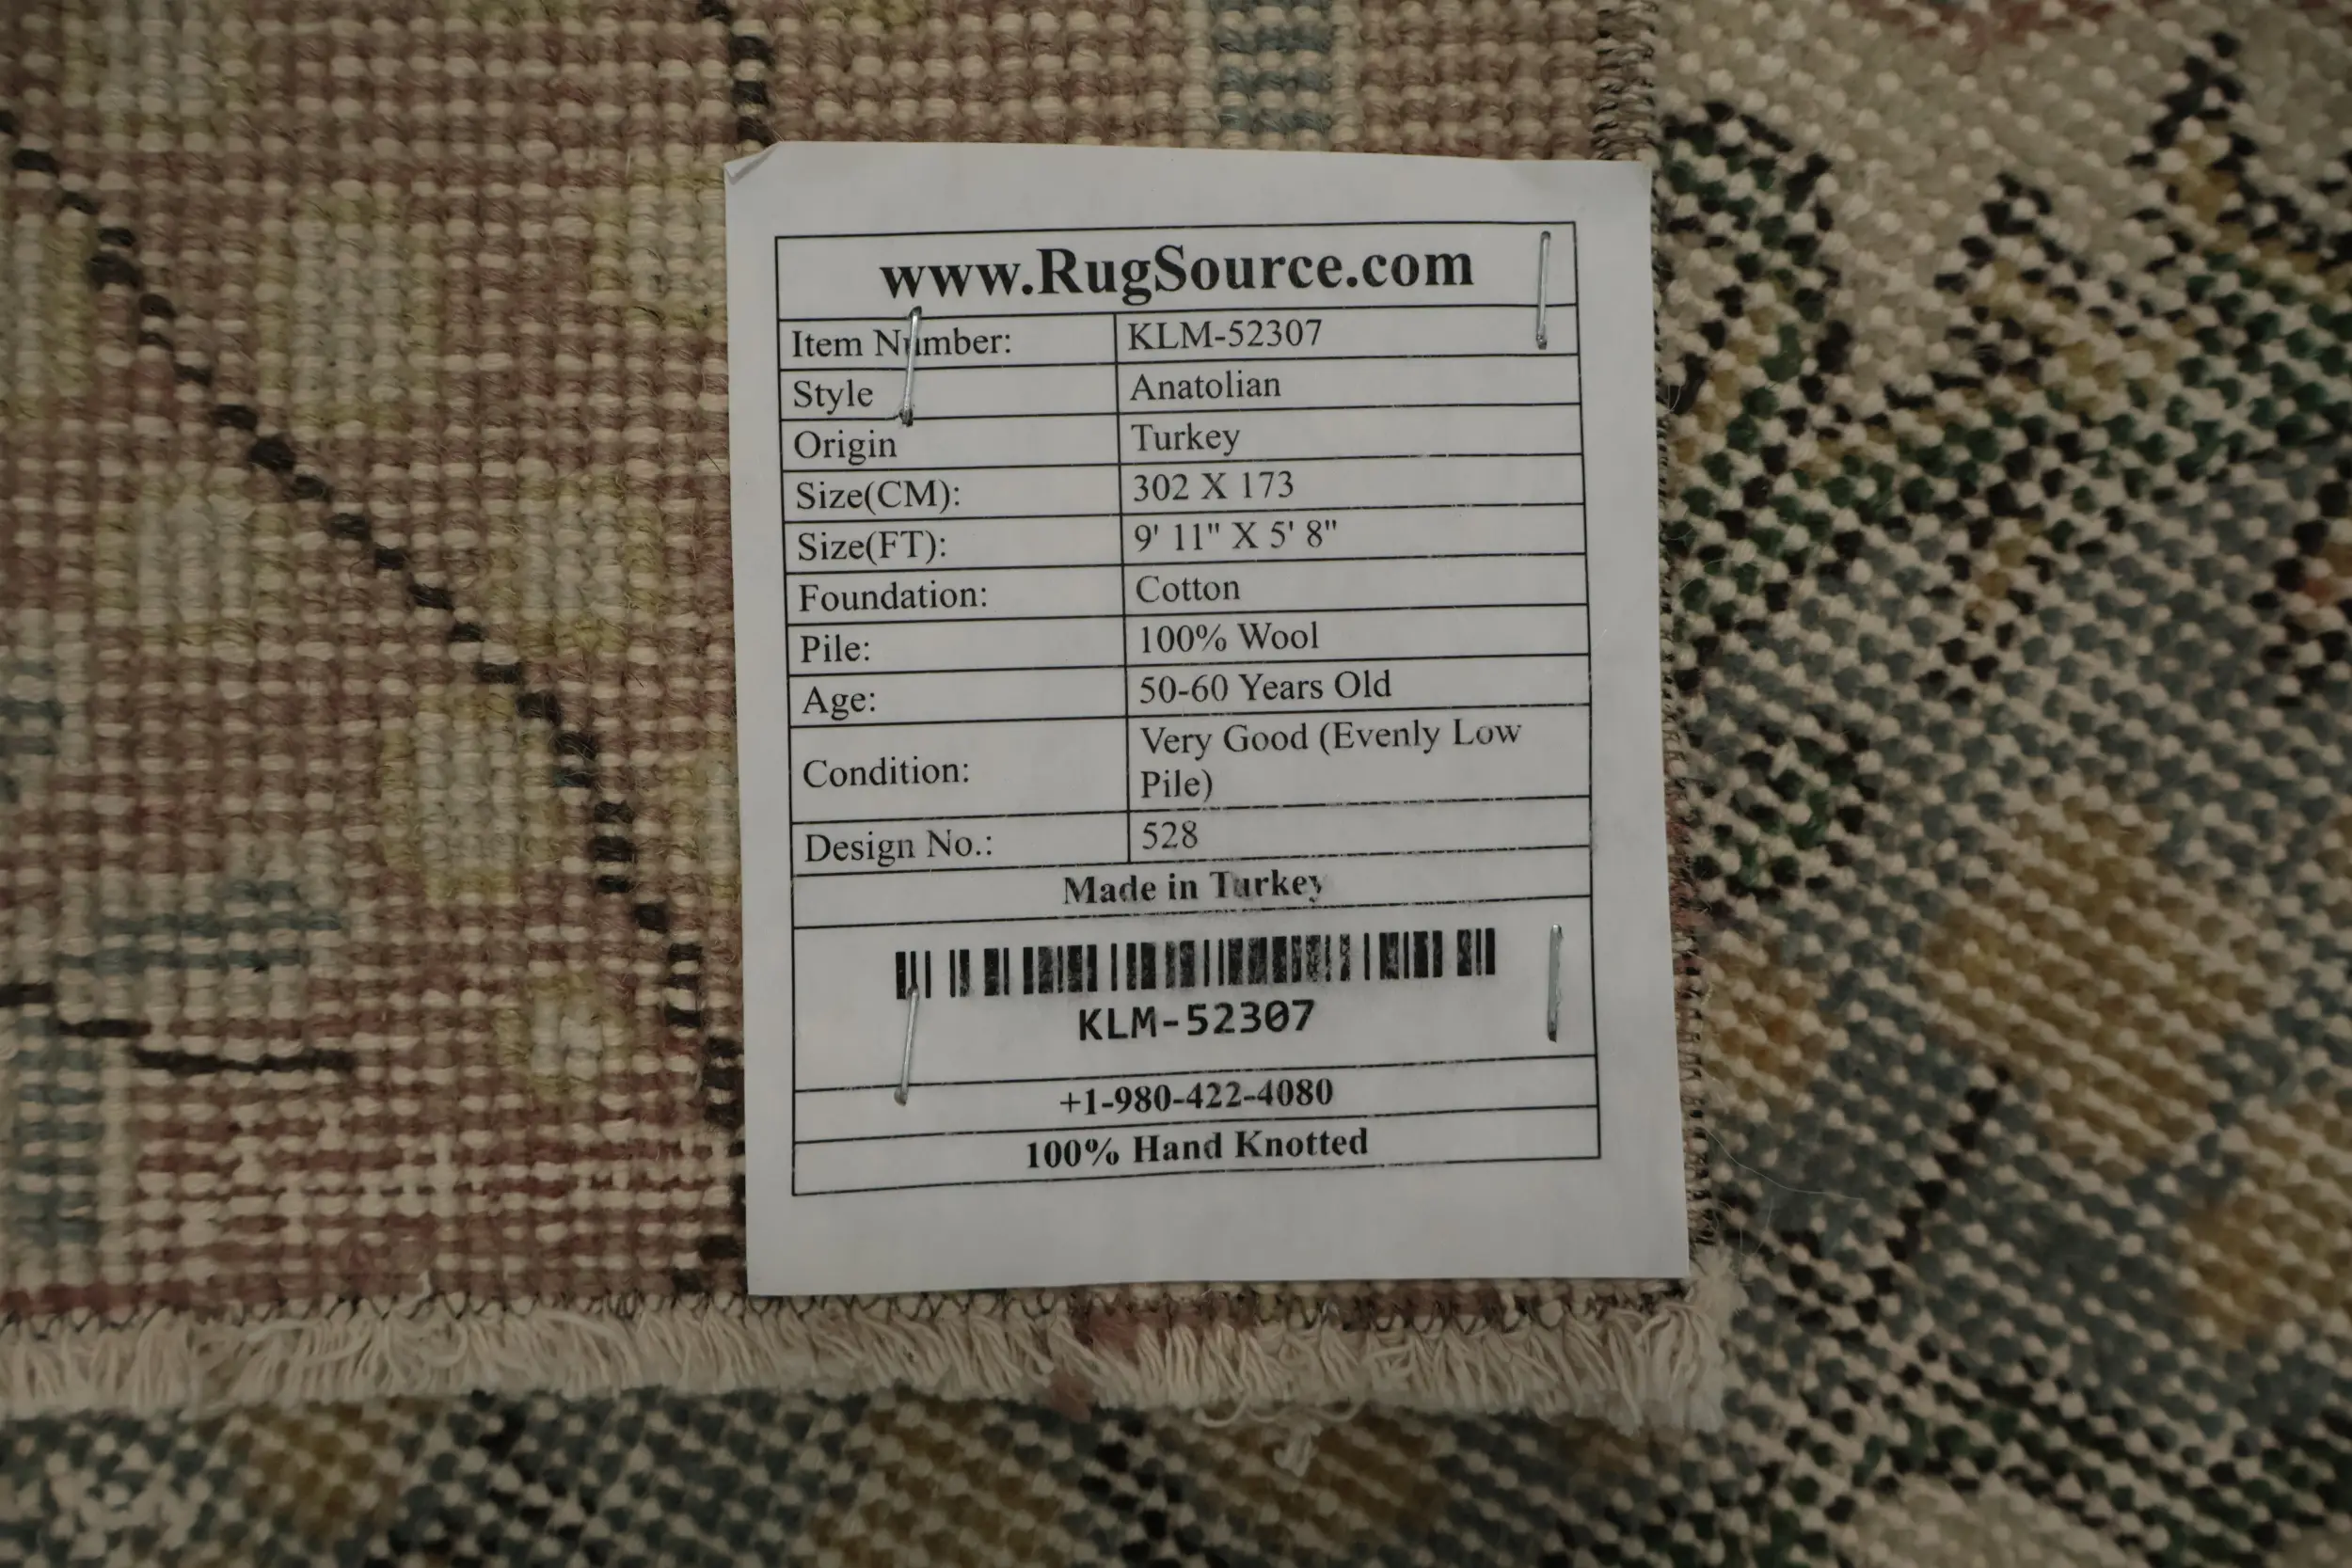 www.RugSource.com
Item Number: KLM-52307
Style Anatolian
Origin Turkey
Size(CM): 302 X 173
Size(FT): 9' 11" X 5' 8"
Foundation: Cotton
Pile: 100% Wool
Age: 50-60 Years Old
Condition: Very Good (Evenly Low
Pile)
Design No.: 528
Made in Turkey
KLM-52307
+1-980-422-4080
100% Hand Knotted